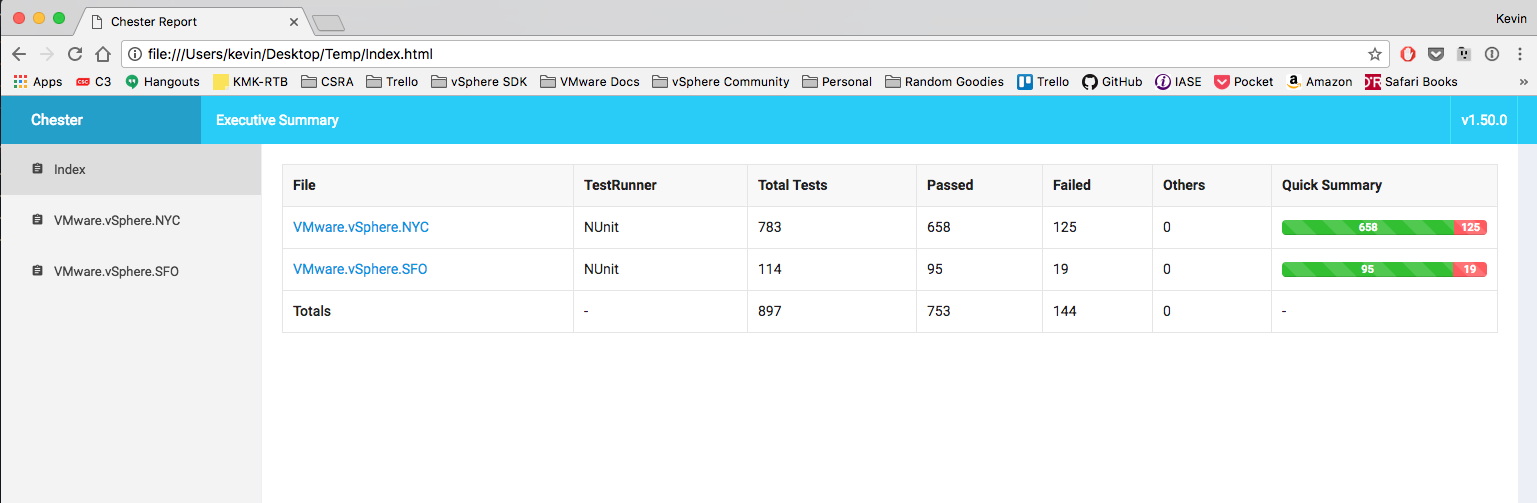 Chester Report
Kevin
file:///Users/kevin/Desktop/Temp/Index.html
Apps CSC C3 Hangouts KMK-RTB CSRA Trello vSphere SDK VMware Docs vSphere Community Personal Random Goodies Trello GitHub IASE Pocket Amazon Safari Books »
Chester Executive Summary v1.50.0
Index
VMware.vSphere.NYC
VMware.vSphere.SFO
File TestRunner Total Tests Passed Failed Others Quick Summary
VMware.vSphere.NYC NUnit 783 658 125 0 658 125
VMware.vSphere.SFO NUnit 114 95 19 0 95 19
Totals - 897 753 144 0 -